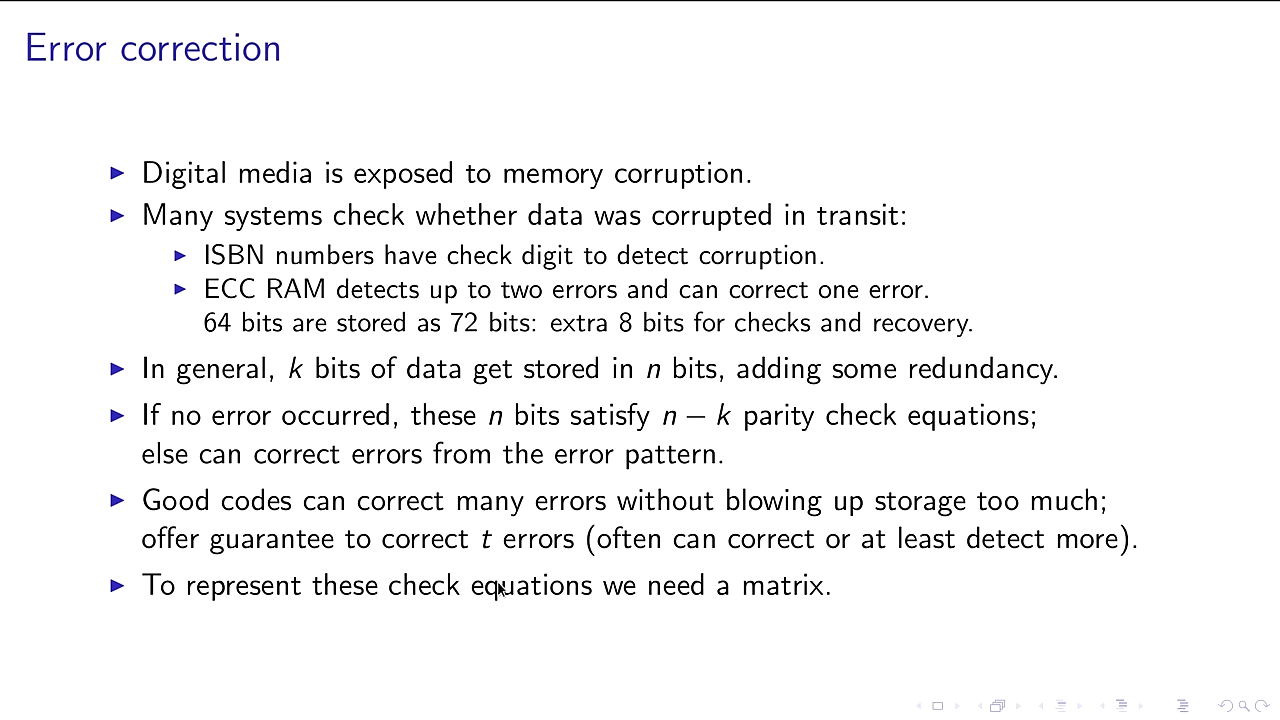 Error correction
Digital media is exposed to memory corruption.
Many systems check whether data was corrupted in transit:
ISBN numbers have check digit to detect corruption.
ECC RAM detects up to two errors and can correct one error.
64 bits are stored as 72 bits: extra 8 bits for checks and recovery.
In general, k bits of data get stored in n bits, adding some redundancy.
If no error occurred, these n bits satisfy n − k parity check equations;
else can correct errors from the error pattern.
Good codes can correct many errors without blowing up storage too much;
offer guarantee to correct t errors (often can correct or at least detect more).
To represent these check equations we need a matrix.